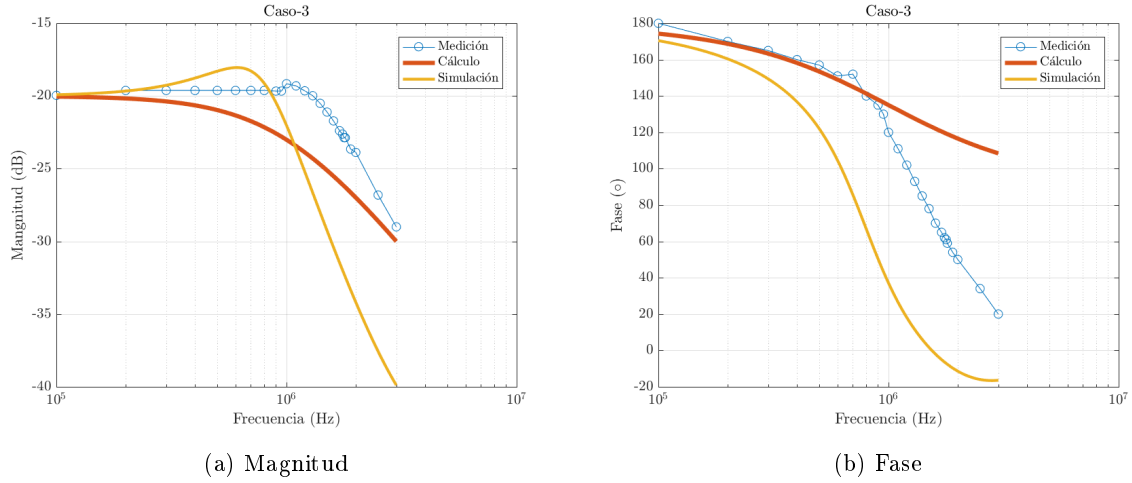 Caso-3
-15
-20
-25
-30
-35
-40
10^5
10^6
10^7
Mangnitud (dB)
Frecuencia (Hz)
Medición
Cálculo
Simulación
(a) Magnitud
Caso-3
180
160
140
120
100
80
60
40
20
0
-20
10^5
10^6
10^7
Fase (○)
Frecuencia (Hz)
Medición
Cálculo
Simulación
(b) Fase